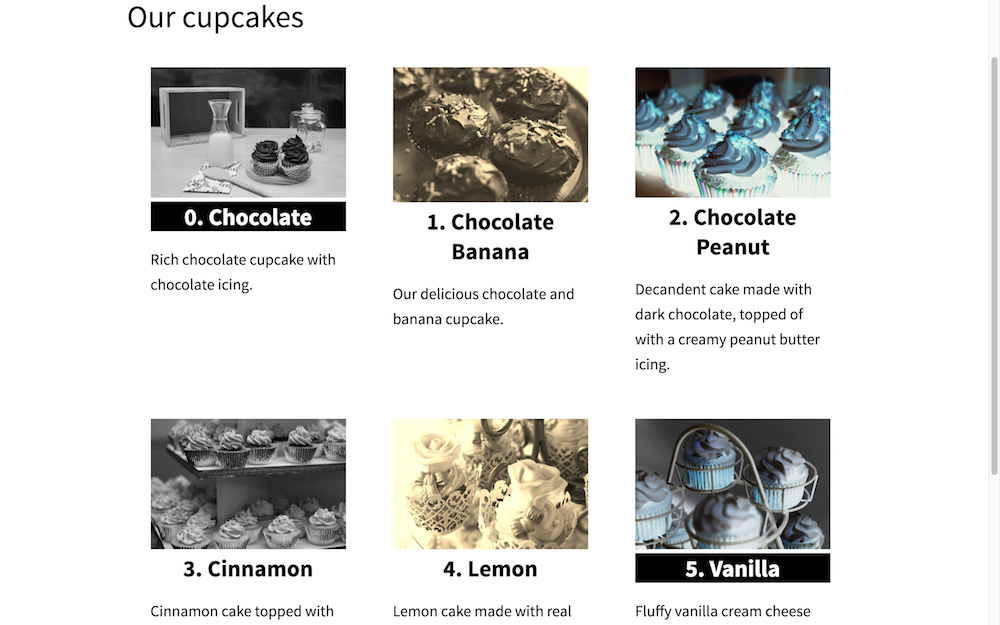 Our cupcakes
0. Chocolate
Rich chocolate cupcake with
chocolate icing.
1. Chocolate
Banana
Our delicious chocolate and
banana cupcake.
2. Chocolate
Peanut
Decandent cake made with
dark chocolate, topped of
with a creamy peanut butter
icing.
3. Cinnamon
Cinnamon cake topped with
4. Lemon
Lemon cake made with real
5. Vanilla
Fluffy vanilla cream cheese